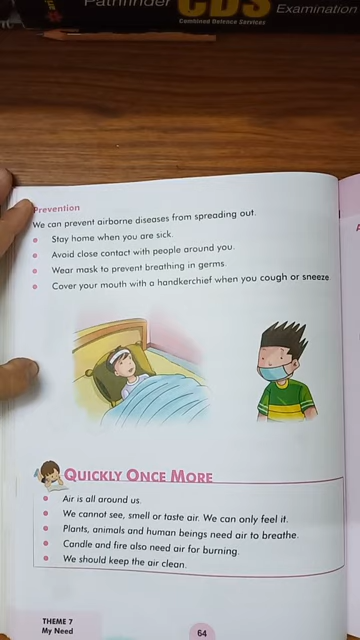 Pathfinder CDS Examination
Combined Defence Services
Prevention
We can prevent airborne diseases from spreading out.
Stay home when you are sick.
Avoid close contact with people around you.
Wear mask to prevent breathing in germs.
Cover your mouth with a handkerchief when you cough or sneeze
QUICKLY ONCE MORE
Air is all around us.
We cannot see, smell or taste air. We can only feel it.
Plants, animals and human beings need air to breathe.
Candle and fire also need air for burning.
We should keep the air clean.
THEME 7
My Need
64